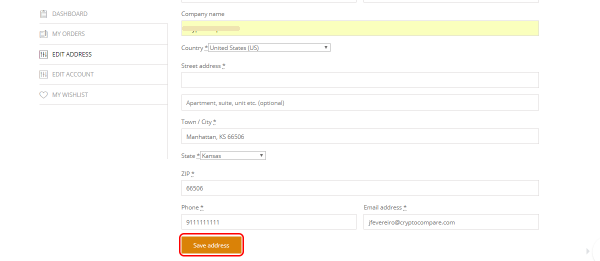 Company name
DASHBOARD
MY ORDERS
Country * United States (US)
EDIT ADDRESS
Street address *
EDIT ACCOUNT
MY WISHLIST
Apartment, suite, unit etc. (optional)
Town / City *
Manhattan, KS 66506
State * Kansas
ZIP *
66506
Phone * Email address *
9111111111 jfevereiro@cryptocompare.com
Save address